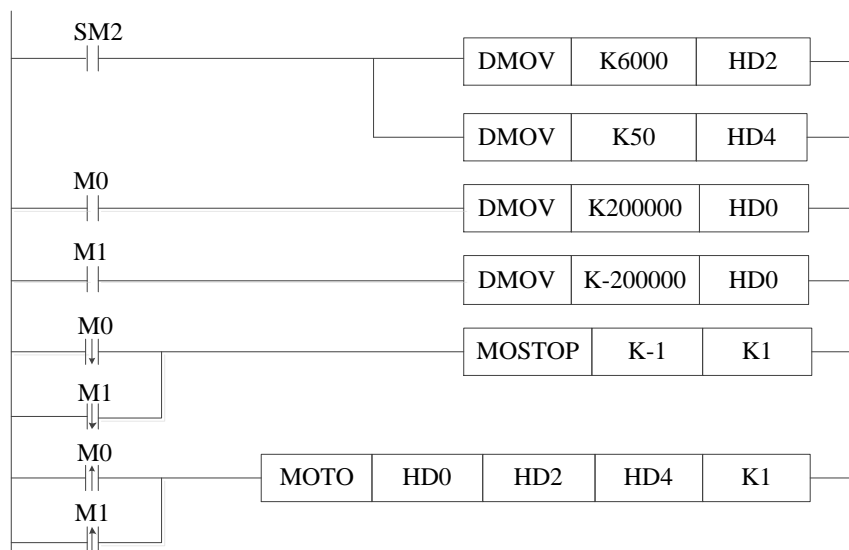 SM2
DMOV K6000 HD2
DMOV K50 HD4
M0
DMOV K200000 HD0
M1
DMOV K-200000 HD0
M0
MOSTOP K-1 K1
M1
M0
MOTO HD0 HD2 HD4 K1
M1